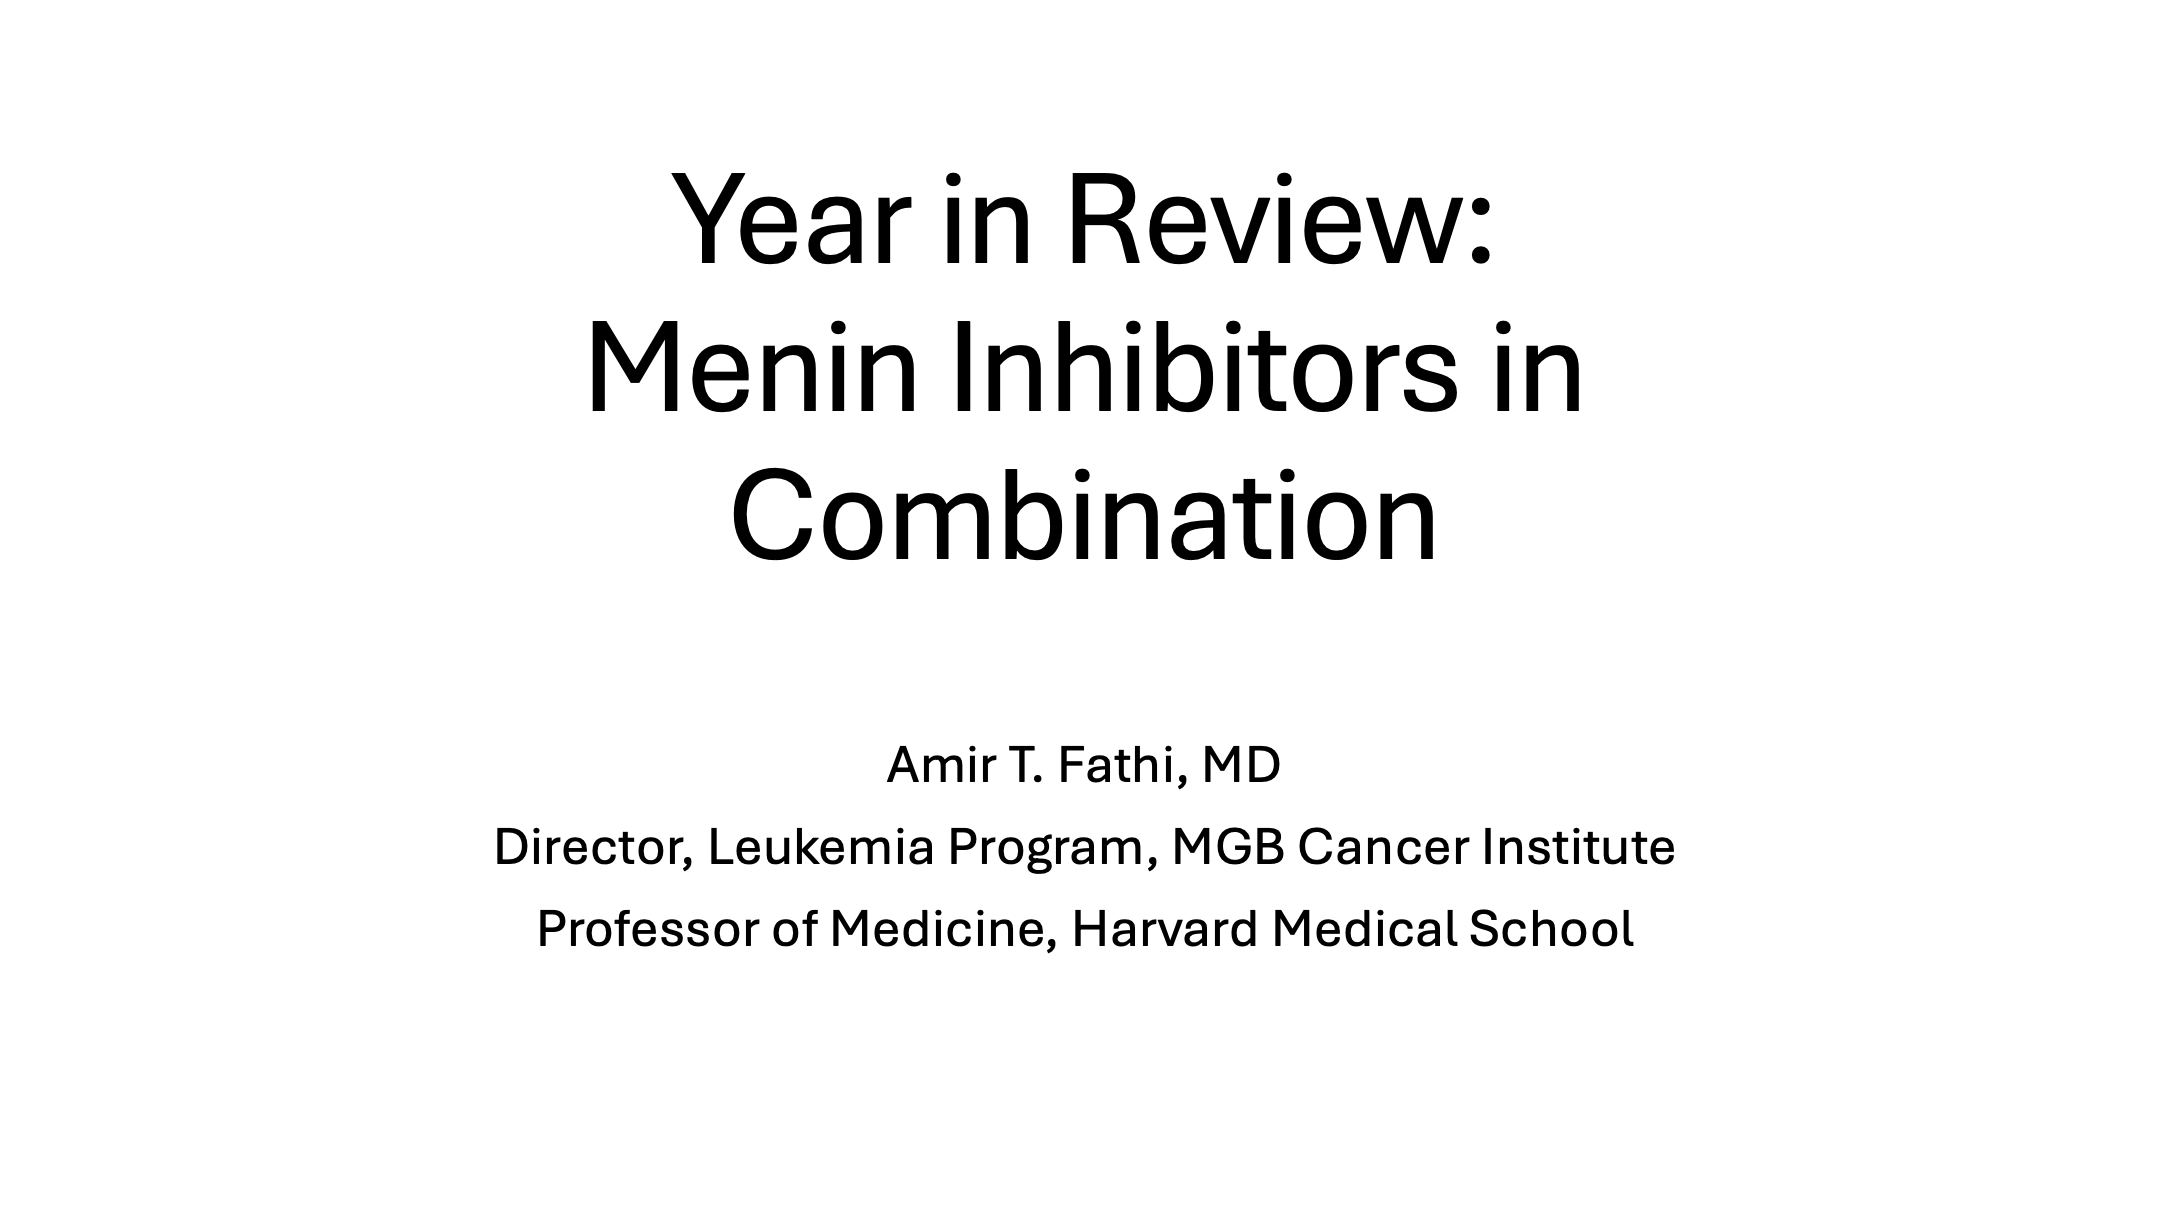 Year in Review:
Menin Inhibitors in
Combination
Amir T. Fathi, MD
Director, Leukemia Program, MGB Cancer Institute
Professor of Medicine, Harvard Medical School